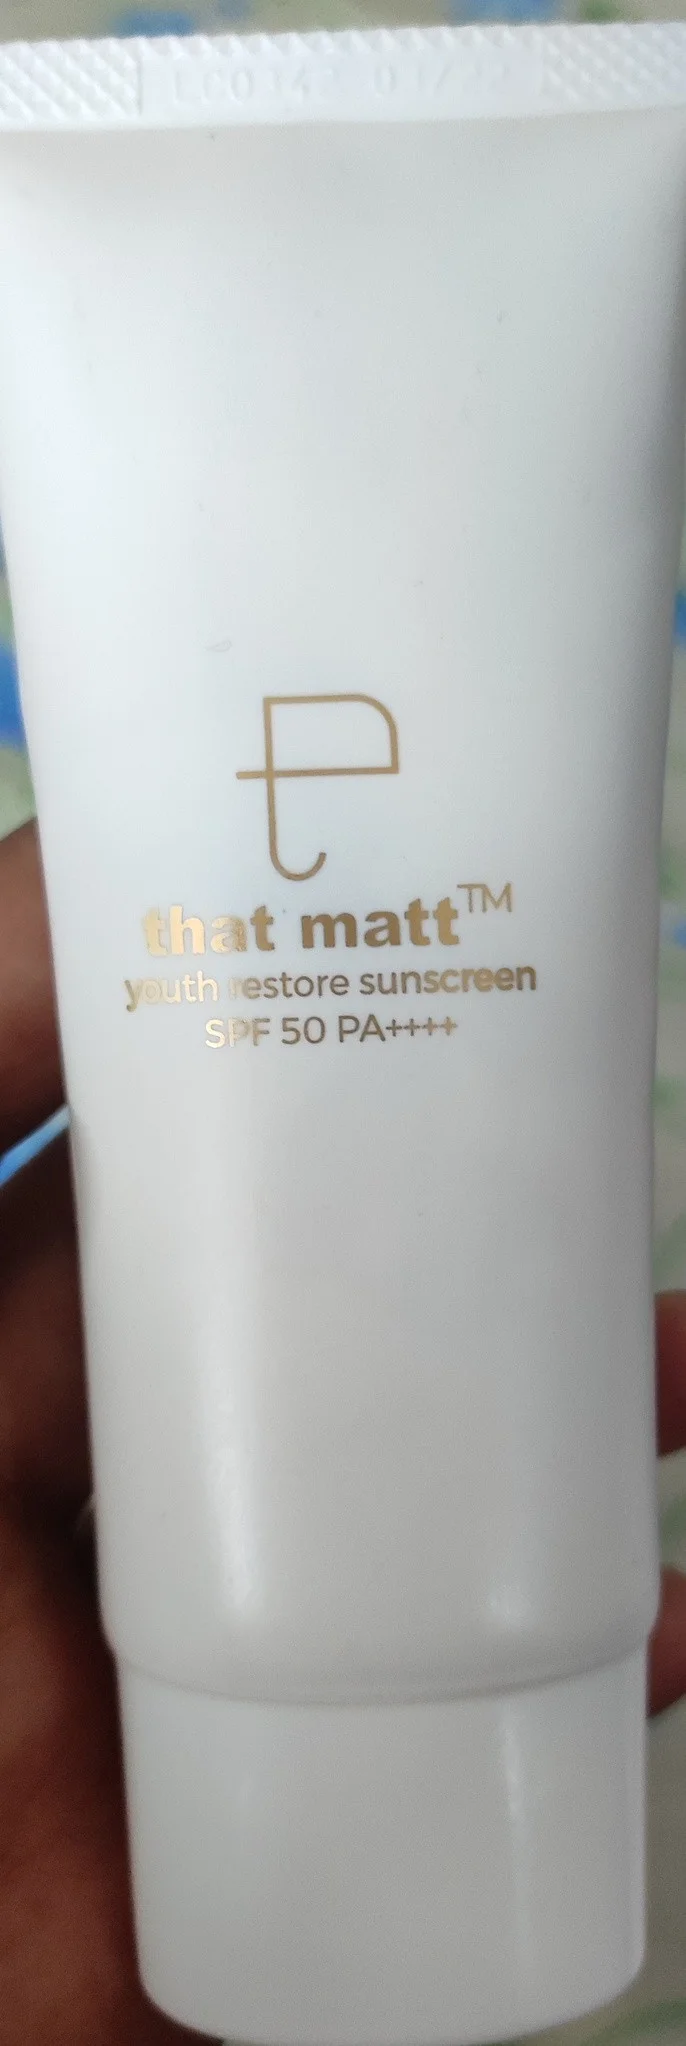 that matt™
youth restore sunscreen
SPF 50 PA++++